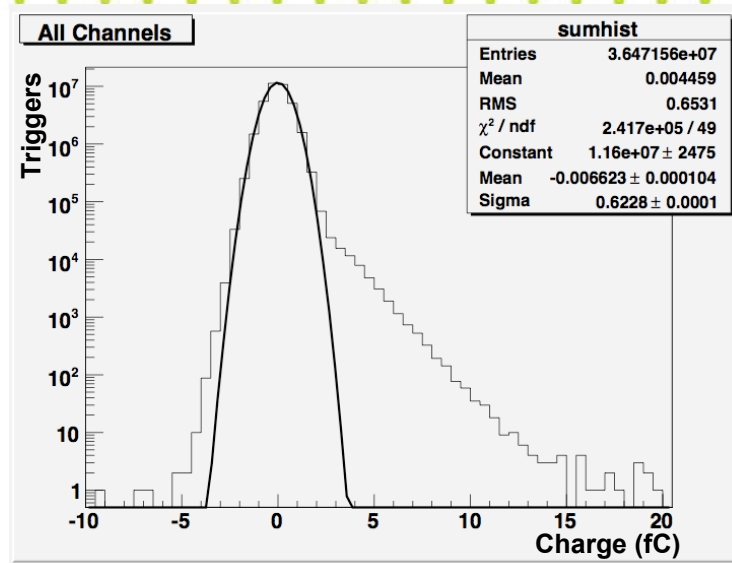 All Channels
sumhist
Entries 3.647156e+07
Mean 0.004459
RMS 0.6531
χ² / ndf 2.417e+05 / 49
Constant 1.16e+07 ± 2475
Mean -0.006623 ± 0.000104
Sigma 0.6228 ± 0.0001
Triggers
10⁷
10⁶
10⁵
10⁴
10³
10²
10
1
-10 -5 0 5 10 15 20
Charge (fC)